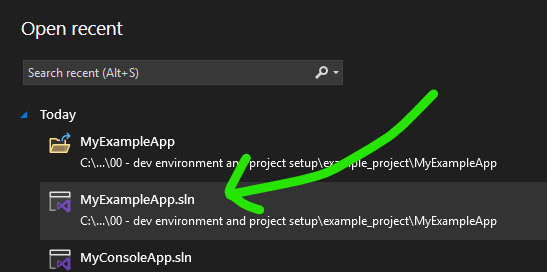 Open recent
Search recent (Alt+S)
Today
MyExampleApp
C:\...\00 - dev environment and project setup\example_project\MyExampleApp
MyExampleApp.sln
C:\...\00 - dev environment and project setup\example_project\MyExampleApp
MyConsoleApp.sln